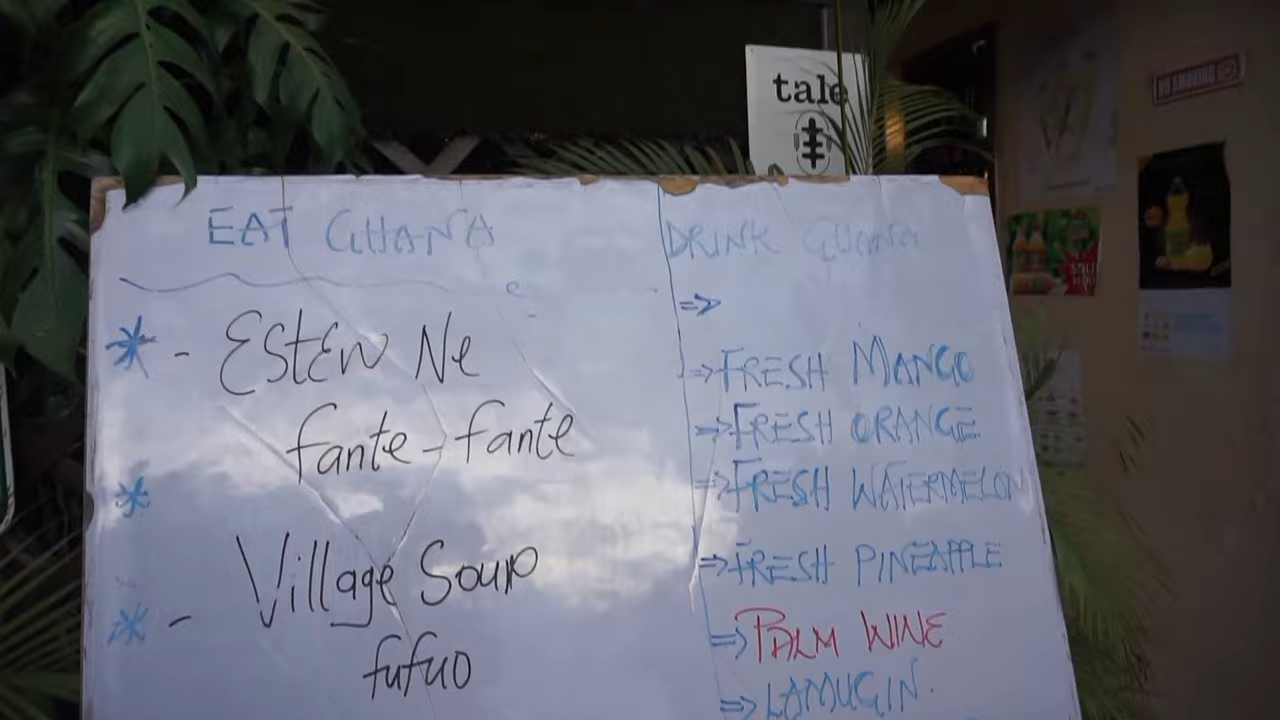 tale
EAT GHANA
* - EStEW Ne
fante-fante
*
Village Soup
* -
fufuo
DRINK GHANA
=>
=> FRESH MANGO
=> FRESH ORANGE
=> FRESH WATERMELON
=> FRESH PINEAPPLE
=> PALM WINE
=> LAMUGIN.